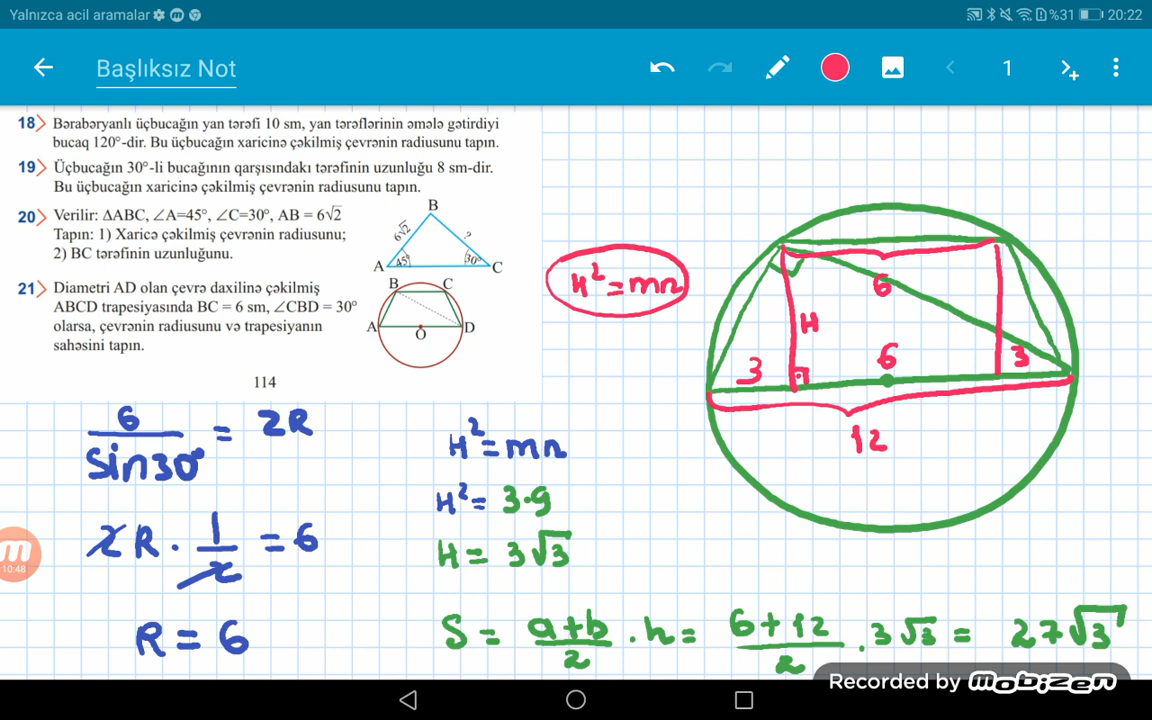 Yalnızca acil aramalar
%31 20:22
Başlıksız Not
1
18 Bərabəryanlı üçbucağın yan tərəfi 10 sm, yan tərəflərinin əmələ gətirdiyi
bucaq 120°-dir. Bu üçbucağın xaricinə çəkilmiş çevrənin radiusunu tapın.
19 Üçbucağın 30°-li bucağının qarşısındakı tərəfinin uzunluğu 8 sm-dir.
Bu üçbucağın xaricinə çəkilmiş çevrənin radiusunu tapın.
20 Verilir: ΔABC, ∠A=45°, ∠C=30°, AB = 6√2
Tapın: 1) Xaricə çəkilmiş çevrənin radiusunu;
2) BC tərəfinin uzunluğunu.
B
6√2 ?
A 45° 30° C
21 Diametri AD olan çevrə daxilinə çəkilmiş
ABCD trapesiyasında BC = 6 sm, ∠CBD = 30°
olarsa, çevrənin radiusunu və trapesiyanın
sahəsini tapın.
B C
A D
O
114
H²=mn
6
H
3 6 3
12
6/sin30° = 2R
2R · 1/2 = 6
R = 6
H²=mn
H²= 3·9
H = 3√3
S = (a+b)/2 · h = (6+12)/2 · 3√3 = 27√3
10:48
Recorded by mobizen